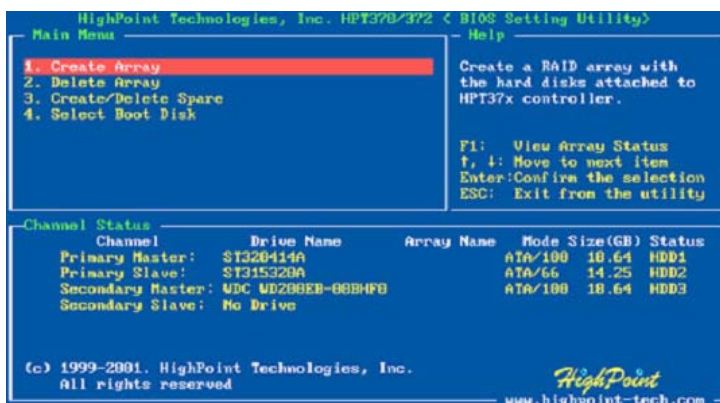 HighPoint Technologies, Inc. HPT370/372 < BIOS Setting Utility>
Main Menu
1. Create Array
2. Delete Array
3. Create/Delete Spare
4. Select Boot Disk
Help
Create a RAID array with
the hard disks attached to
HPT37x controller.
F1: View Array Status
↑, ↓: Move to next item
Enter:Confirm the selection
ESC: Exit from the utility
Channel Status
Channel Drive Name Array Name Mode Size(GB) Status
Primary Master: ST320414A ATA/100 18.64 HDD1
Primary Slave: ST315320A ATA/66 14.25 HDD2
Secondary Master: WDC WD200EB-00BHF0 ATA/100 18.64 HDD3
Secondary Slave: No Drive
(c) 1999-2001. HighPoint Technologies, Inc.
All rights reserved
HighPoint
www.highpoint-tech.com